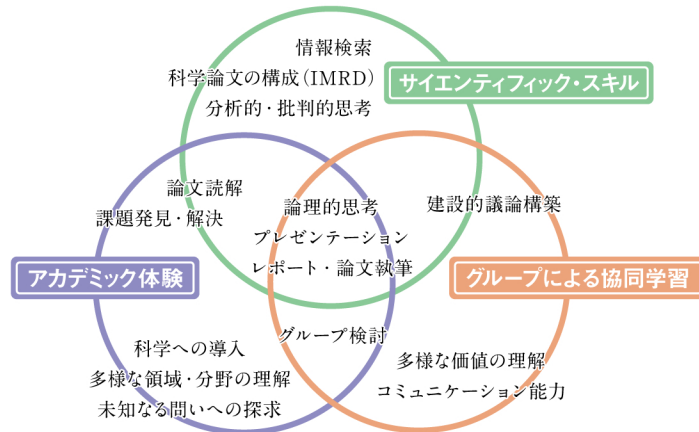 情報検索
科学論文の構成(IMRD)
分析的·批判的思考
サイエンティフィック·スキル
論文読解
課題発見·解決
論理的思考
プレゼンテーション
レポート·論文執筆
建設的議論構築
アカデミック体験
グループによる協同学習
グループ検討
科学への導入
多様な領域·分野の理解
未知なる問いへの探求
多様な価値の理解
コミュニケーション能力